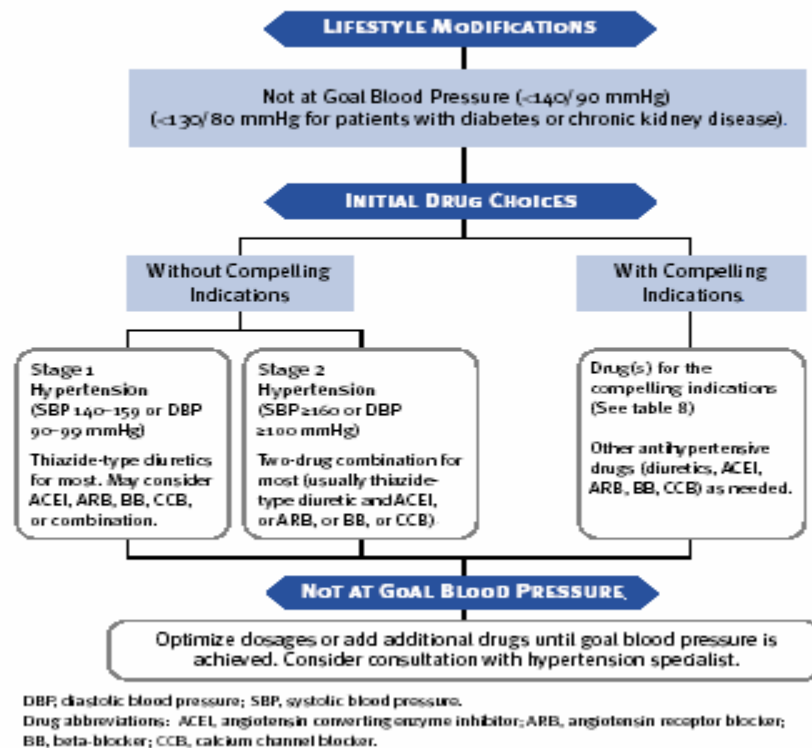 LIFESTYLE MODIFICATIONS
Not at Goal Blood Pressure (<140/90 mmHg)
(<130/80 mmHg for patients with diabetes or chronic kidney disease).
INITIAL DRUG CHOICES
Without Compelling
Indications
With Compelling
Indications.
Stage 1
Hypertension
(SBP 140–159 or DBP
90–99 mmHg)
Thiazide-type diuretics
for most. May consider
ACEI, ARB, BB, CCB,
or combination.
Stage 2
Hypertension
(SBP ≥160 or DBP
≥100 mmHg)
Two-drug combination for
most (usually thiazide-
type diuretic and ACEI,
or ARB, or BB, or CCB).
Drug(s) for the
compelling indications
(See table 8)
Other antihypertensive
drugs (diuretics, ACEI,
ARB, BB, CCB) as needed.
NOT AT GOAL BLOOD PRESSURE.
Optimize dosages or add additional drugs until goal blood pressure is
achieved. Consider consultation with hypertension specialist.
DBP, diastolic blood pressure; SBP, systolic blood pressure.
Drug abbreviations: ACEI, angiotensin converting enzyme inhibitor; ARB, angiotensin receptor blocker;
BB, beta-blocker; CCB, calcium channel blocker.